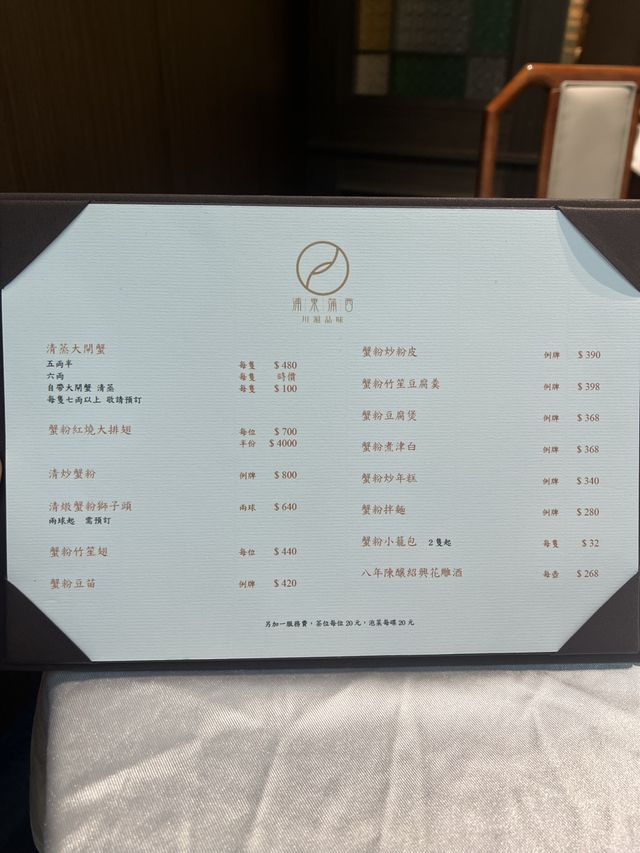 浦東蒲西
川滬品味
清蒸大閘蟹
五両半 每隻 $ 480
六両 每隻 時價
自帶大閘蟹 清蒸 每隻 $ 100
每隻七両以上 敬請預訂
蟹粉紅燒大排翅 每位 $ 700
半份 $ 4000
清炒蟹粉 例牌 $ 800
清燉蟹粉獅子頭 両球 $ 640
両球起 需預訂
蟹粉竹笙翅 每位 $ 440
蟹粉豆苗 例牌 $ 420
蟹粉炒粉皮 例牌 $ 390
蟹粉竹笙豆腐羹 例牌 $ 398
蟹粉豆腐煲 例牌 $ 368
蟹粉煮津白 例牌 $ 368
蟹粉炒年糕 例牌 $ 340
蟹粉拌麵 例牌 $ 280
蟹粉小籠包 2隻起 每隻 $ 32
八年陳釀紹興花雕酒 每壺 $ 268
另加一服務費，茶位每位 20 元，泡菜每碟 20 元